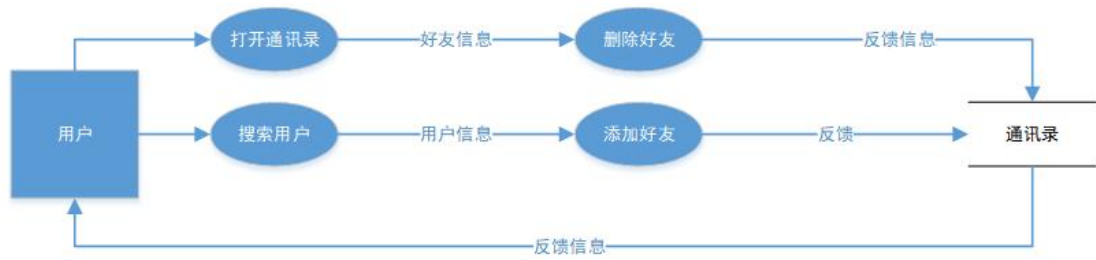 打开通讯录
好友信息
删除好友
反馈信息
用户
搜索用户
用户信息
添加好友
反馈
通讯录
反馈信息